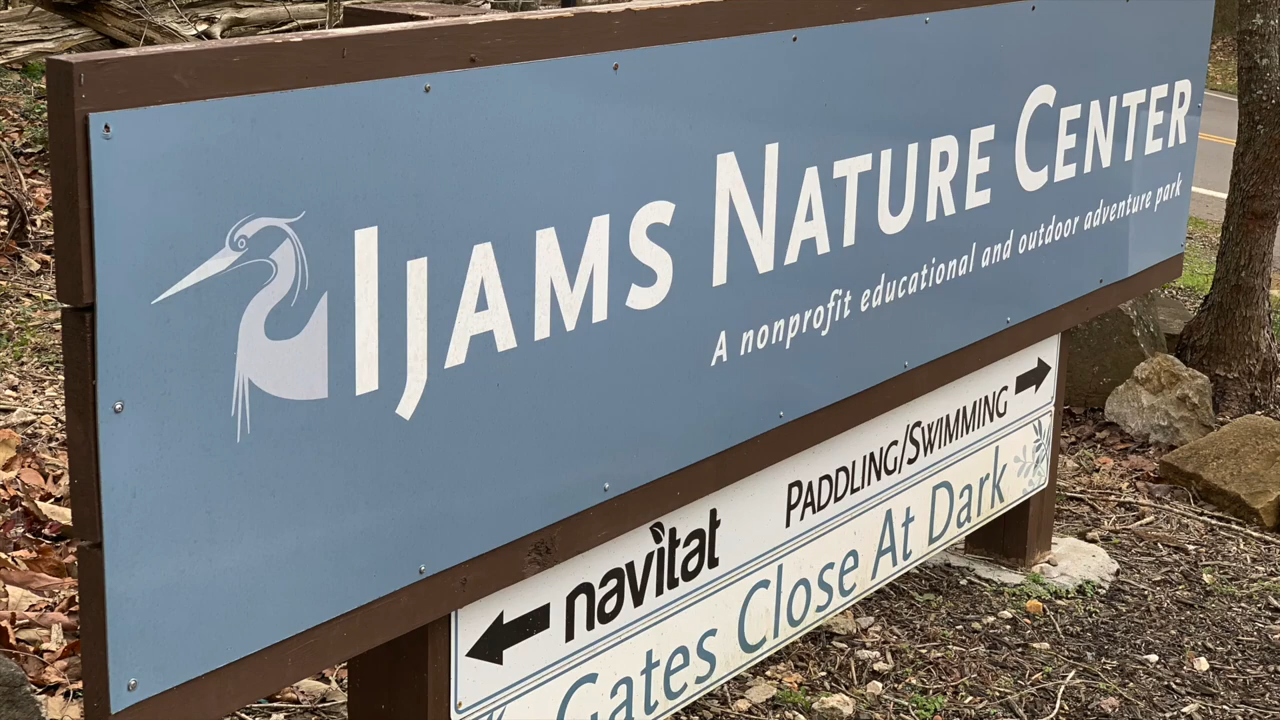 IJAMS NATURE CENTER
A nonprofit educational and outdoor adventure park
navitat
PADDLING/SWIMMING
Gates Close At Dark